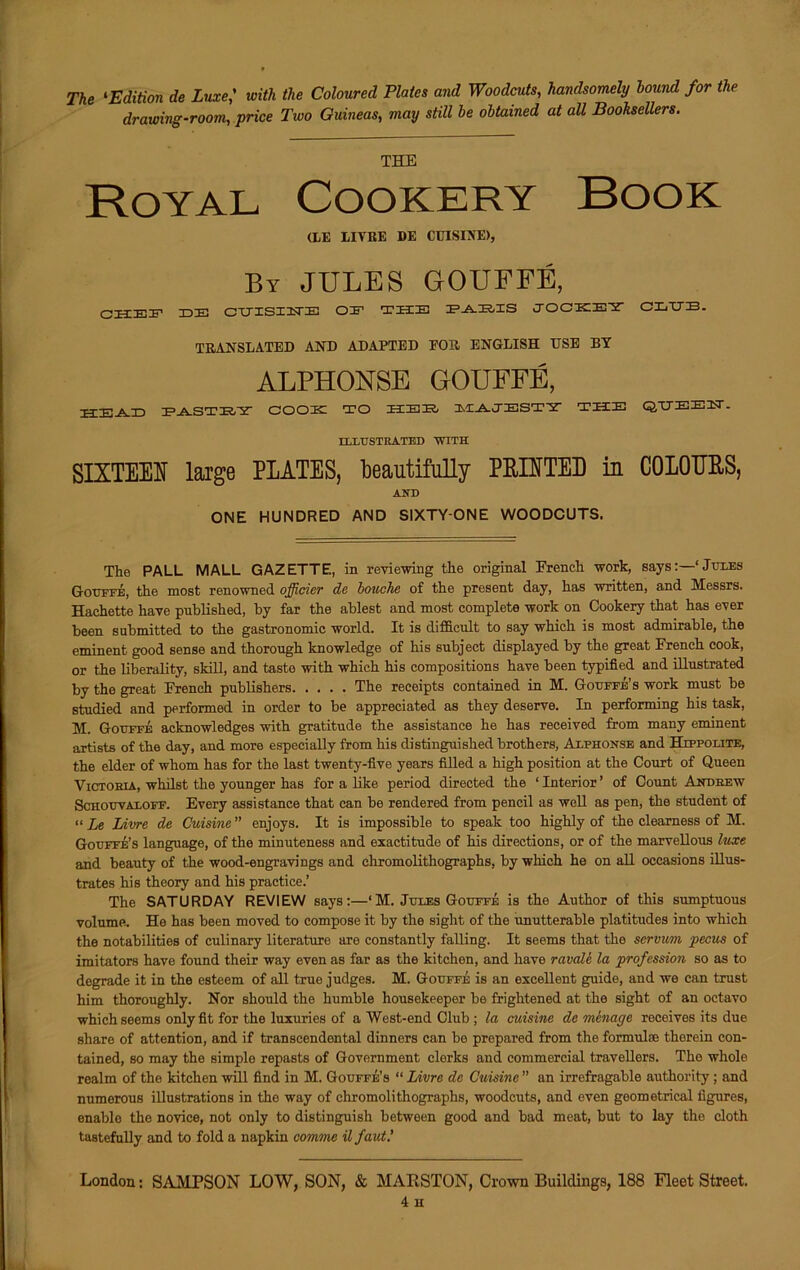 The ‘Edition de Luxe,’ with the Coloured Plates and Woodcuts, handsomely bound for the
drawing-room, price Two Guineas, may still be obtained at all Booksellers.
THE
ROYAL COOKERY BOOK
(LE LIVRE DE CUISINE),
BY JULES GOUFFÉ,
CHEF DE CUISINE OF THE PARIS JOCKEY CLUB.
TRANSLATED AND ADAPTED FOR ENGLISH USE BY
ALPHONSE GOUFFÉ,
HEAD PASTRY COOK TO HER MAJESTY THE QUEEN.
ILLUSTRATED WITH
SIXTEEN large PLATES, beautifully PRINTED in COLOURS,
AND
ONE HUNDRED AND SIXTY-ONE WOODCUTS.
The PALL MALL GAZETTE, in reviewing the original French work, says:—‘JULES
GOUFFÉ, the most renowned officier de bouche of the present day, has written, and Messrs.
Hachette have published, by far the ablest and most complete work on Cookery that has ever
been submitted to the gastronomic world. It is difficult to say which is most admirable, the
eminent good sense and thorough knowledge of his subject displayed by the great French cook,
or the liberality, skill, and taste with which his compositions have been typified and illustrated
by the great French publishers. . . . . The receipts contained in M. GOUFFÉ’s work must be
studied and performed in order to be appreciated as they deserve. In performing his task,
M. GOUFFÉ acknowledges with gratitude the assistance he has received from many eminent
artists of the day, and more especially from his distinguished brothers, ALPHONSE and HIPPOLITE,
the elder of whom has for the last twenty-five years filled a high position at the Court of Queen
VICTORIA, whilst the younger has for a like period directed the ‘Interior’ of Count ANDREW
SCHOUVALOFF. Every assistance that can be rendered from pencil as well as pen, the student of
“Le Livre de Cuisine” enjoys. It is impossible to speak too highly of the clearness of M.
GOUFFÉ’s language, of the minuteness and exactitude of his directions, or of the marvellous luxe
and beauty of the wood-engravings and chromolithographs, by which he on all occasions illus-
trates his theory and his practice.’
The SATURDAY REVIEW says:—‘M. JULES GOUFFÉ is the Author of this sumptuous
volume. He has been moved to compose it by the sight of the unutterable platitudes into which
the notabilities of culinary literature are constantly falling. It seems that the servum pecus of
imitators have found their way even as far as the kitchen, and have ravalé la profession so as to
degrade it in the esteem of all true judges. M. GOUFFÉ is an excellent guide, and we can trust
him thoroughly. Nor should the humble housekeeper be frightened at the sight of an octavo
which seems only fit for the luxuries of a West-end Club; la cuisine de ménage receives its due
share of attention, and if transcendental dinners can be prepared from the formulæ therein con-
tained, so may the simple repasts of Government clerks and commercial travellers. The whole
realm of the kitchen will find in M. GOUFFÉ’s “Livre de Cuisine” an irrefragable authority; and
numerous illustrations in the way of chromolithographs, woodcuts, and even geometrical figures,
enable the novice, not only to distinguish between good and bad meat, but to lay the cloth
tastefully and to fold a napkin comme il faut.’
London: SAMPSON LOW, SON, & MARSTON, Crown Buildings, 188 Fleet Street.
4 H